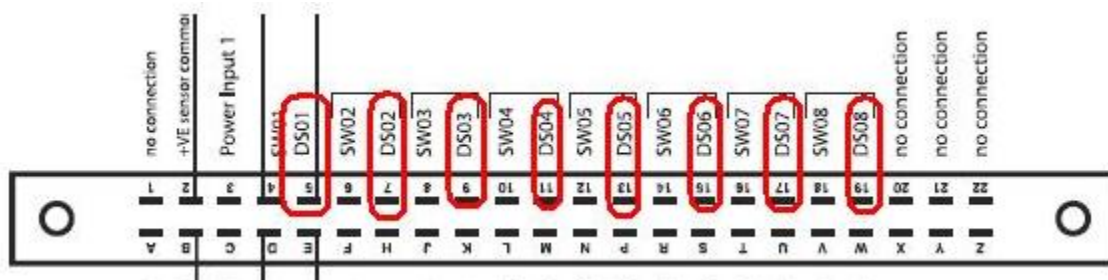 no connection
+VE sensor commo
Power Input 1
SW01
DS01
SW02
DS02
SW03
DS03
SW04
DS04
SW05
DS05
SW06
DS06
SW07
DS07
SW08
DS08
no connection
no connection
no connection
1 2 3 4 5 6 7 8 9 10 11 12 13 14 15 16 17 18 19 20 21 22
A B C D E F H J K L M N P R S T U V W X Y Z